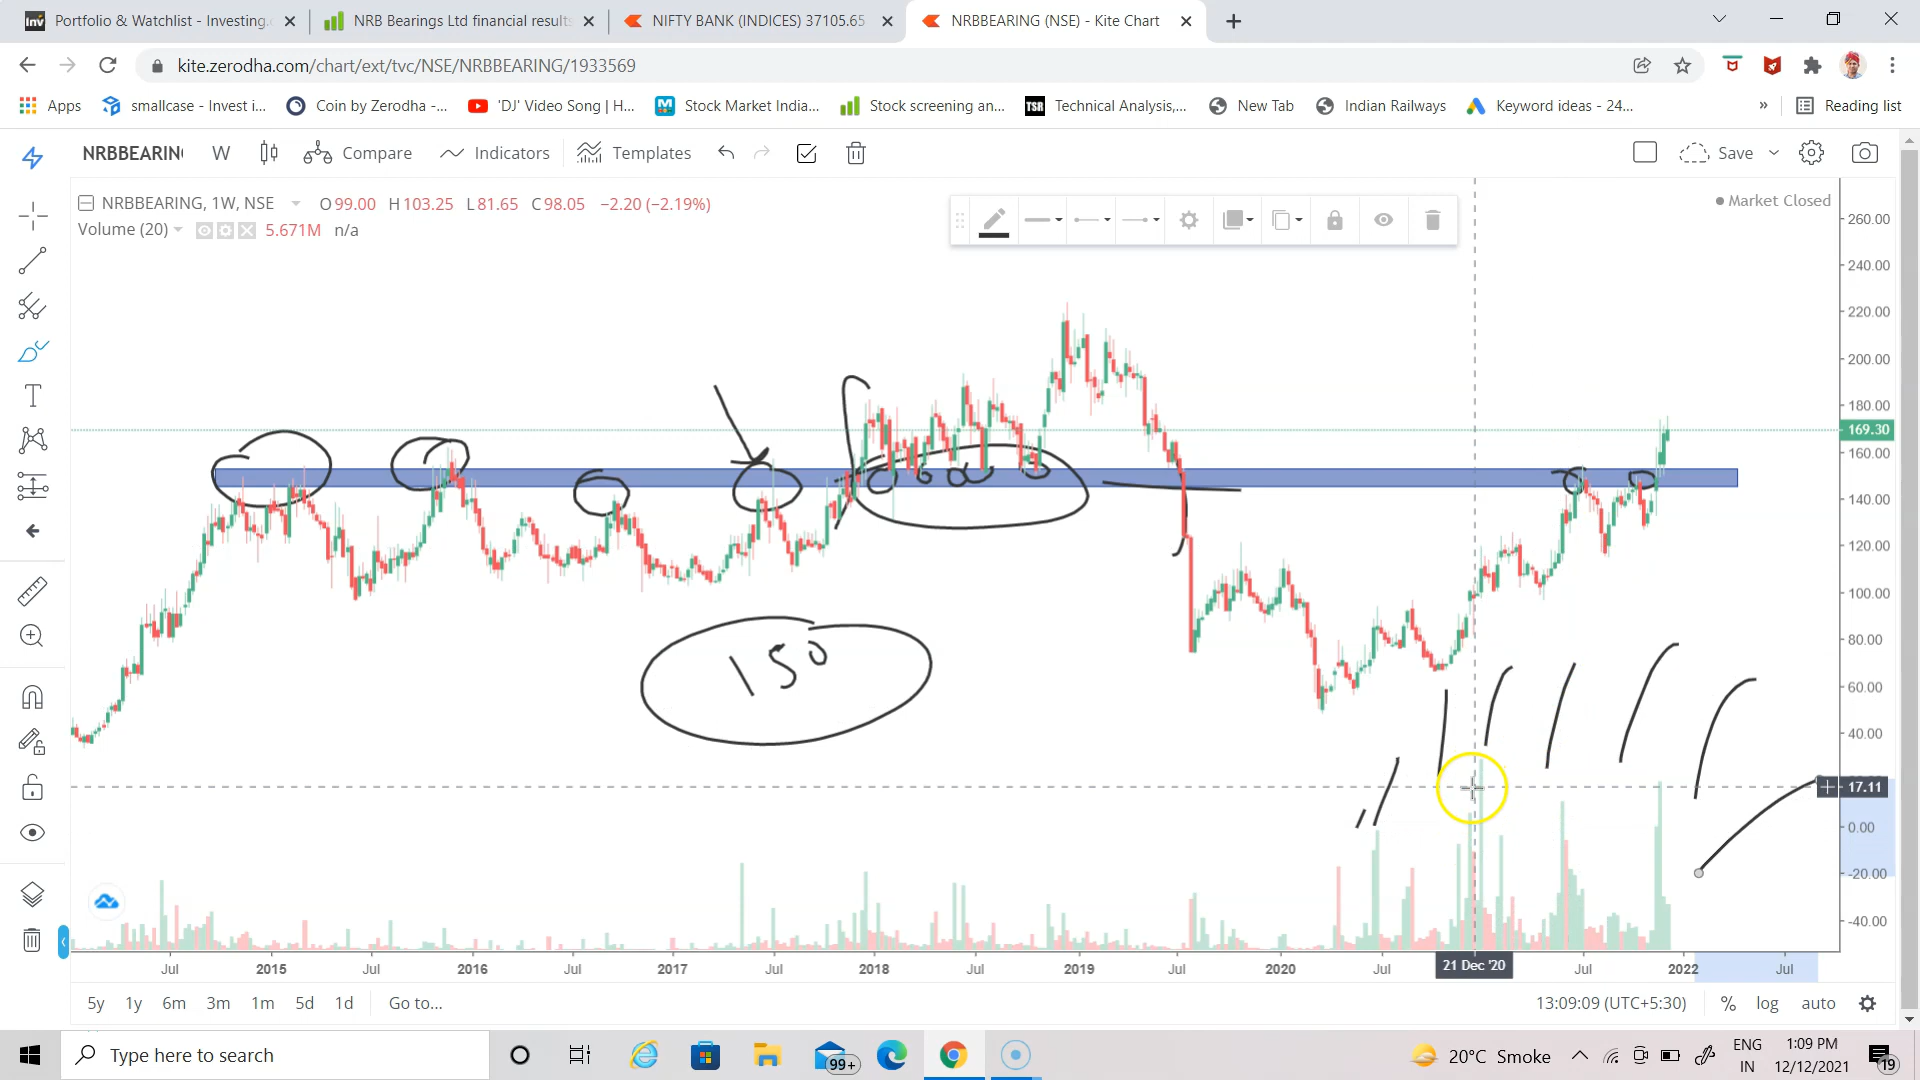 Portfolio & Watchlist - Investing.
NRB Bearings Ltd financial results
NIFTY BANK (INDICES) 37105.65
NRBBEARING (NSE) - Kite Chart
kite.zerodha.com/chart/ext/tvc/NSE/NRBBEARING/1933569
Apps
smallcase - Invest i...
Coin by Zerodha -...
'DJ' Video Song | H...
Stock Market India...
Stock screening an...
TSR
Technical Analysis,...
New Tab
Indian Railways
Keyword ideas - 24...
»
Reading list
NRBBEARIN
W
Compare
Indicators
Templates
Save
NRBBEARING, 1W, NSE
O99.00 H103.25 L81.65 C98.05 −2.20 (−2.19%)
Market Closed
Volume (20)
5.671M n/a
260.00
240.00
220.00
200.00
180.00
169.30
160.00
140.00
120.00
100.00
80.00
60.00
40.00
17.11
0.00
-20.00
-40.00
150
Jul
2015
Jul
2016
Jul
2017
Jul
2018
Jul
2019
Jul
2020
Jul
21 Dec '20
Jul
2022
Jul
5y 1y 6m 3m 1m 5d 1d Go to...
13:09:09 (UTC+5:30) % log auto
Type here to search
99+
20°C Smoke
ENG
IN
1:09 PM
12/12/2021
19